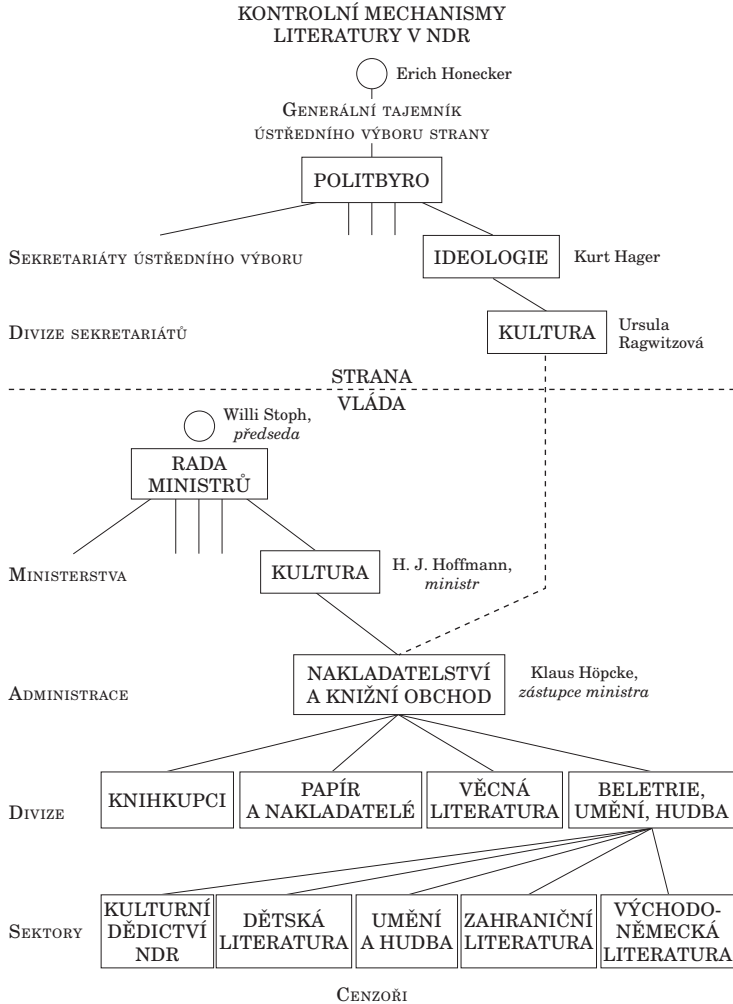 KONTROLNÍ MECHANISMY
LITERATURY V NDR
Erich Honecker
Generální tajemník
ústředního výboru strany
POLITBYRO
Sekretariáty ústředního výboru
IDEOLOGIE
Kurt Hager
Divize sekretariátů
KULTURA
Ursula
Ragwitzová
STRANA
VLÁDA
Willi Stoph,
předseda
RADA
MINISTRŮ
Ministerstva
KULTURA
H. J. Hoffmann,
ministr
Administrace
NAKLADATELSTVÍ
A KNIŽNÍ OBCHOD
Klaus Höpcke,
zástupce ministra
Divize
KNIHKUPCI
PAPÍR
A NAKLADATELÉ
VĚCNÁ
LITERATURA
BELETRIE,
UMĚNÍ, HUDBA
Sektory
KULTURNÍ
DĚDICTVÍ
NDR
DĚTSKÁ
LITERATURA
UMĚNÍ
A HUDBA
ZAHRANIČNÍ
LITERATURA
VÝCHODO-
NĚMECKÁ
LITERATURA
Cenzoři